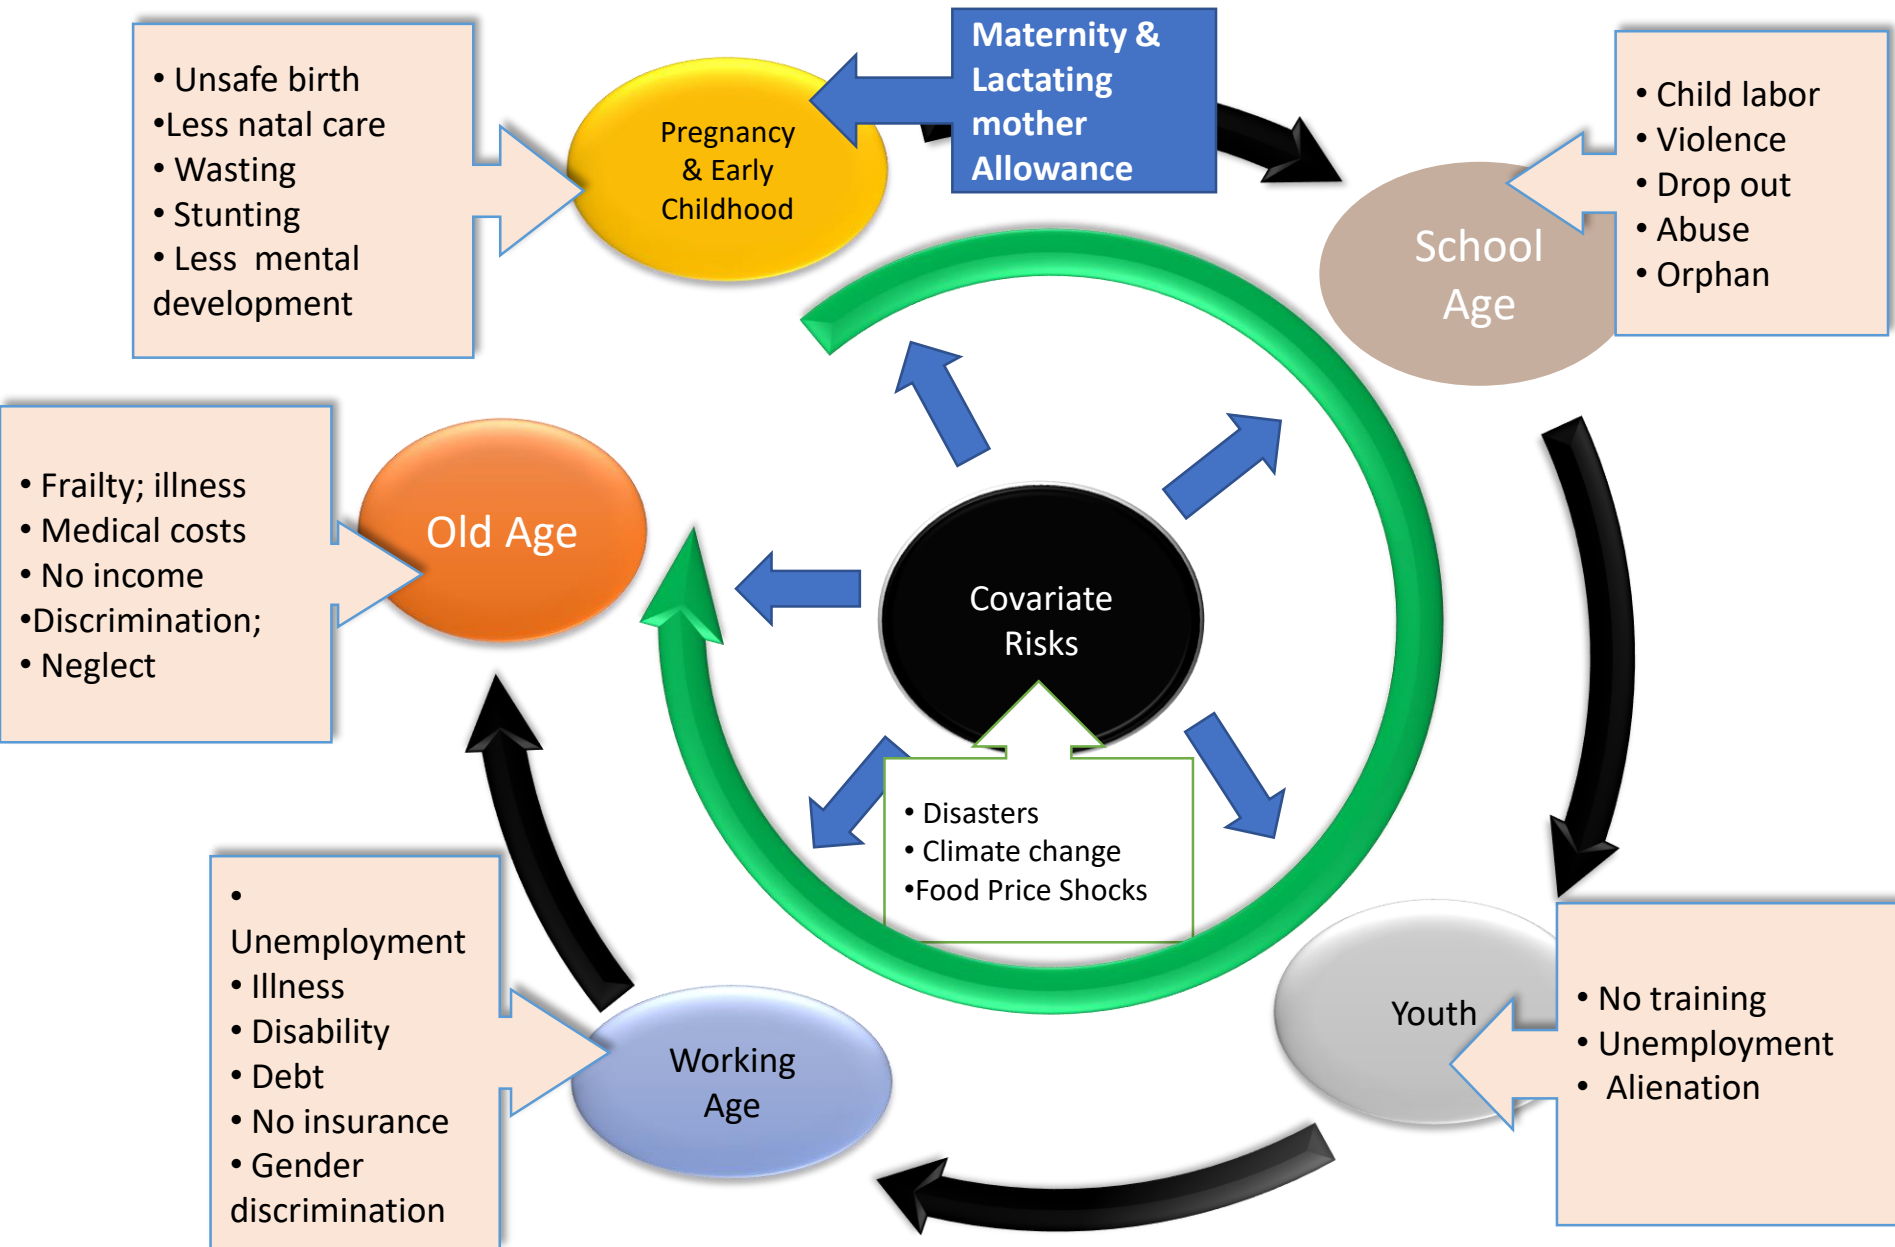 • Unsafe birth
•Less natal care
• Wasting
• Stunting
• Less  mental
development
Pregnancy
& Early
Childhood
Maternity &
Lactating
mother
Allowance
School
Age
• Child labor
• Violence
• Drop out
• Abuse
• Orphan
• Frailty; illness
• Medical costs
• No income
•Discrimination;
• Neglect
Old Age
Covariate
Risks
• Disasters
• Climate change
•Food Price Shocks
•
Unemployment
• Illness
• Disability
• Debt
• No insurance
• Gender
discrimination
Working
Age
Youth
• No training
• Unemployment
• Alienation